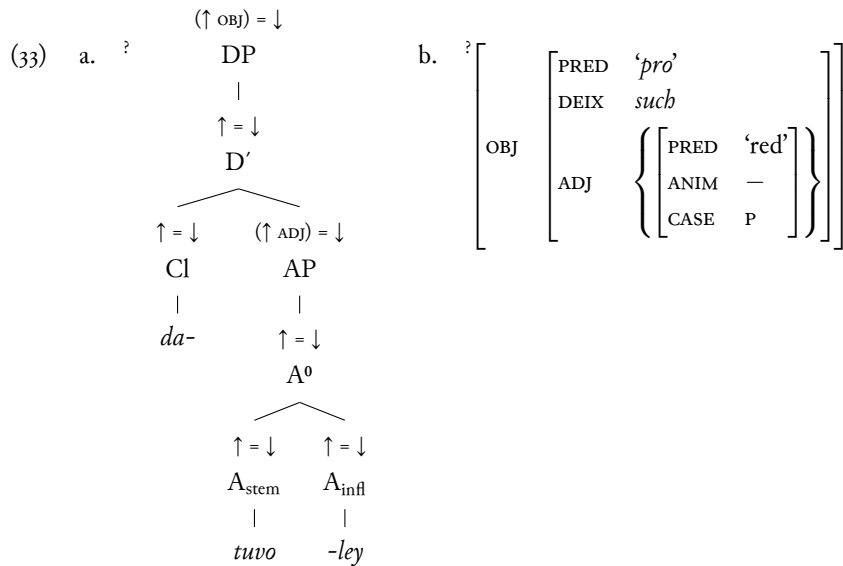 (↑ OBJ) = ↓
(33) a. ? DP b. ? PRED ‘pro’
DEIX such
↑ = ↓
OBJ PRED ‘red’
D′
ADJ ANIM —
CASE P
↑ = ↓ (↑ ADJ) = ↓
Cl AP
da- ↑ = ↓
A⁰
↑ = ↓ ↑ = ↓
Astem Ainfl
tuvo -ley